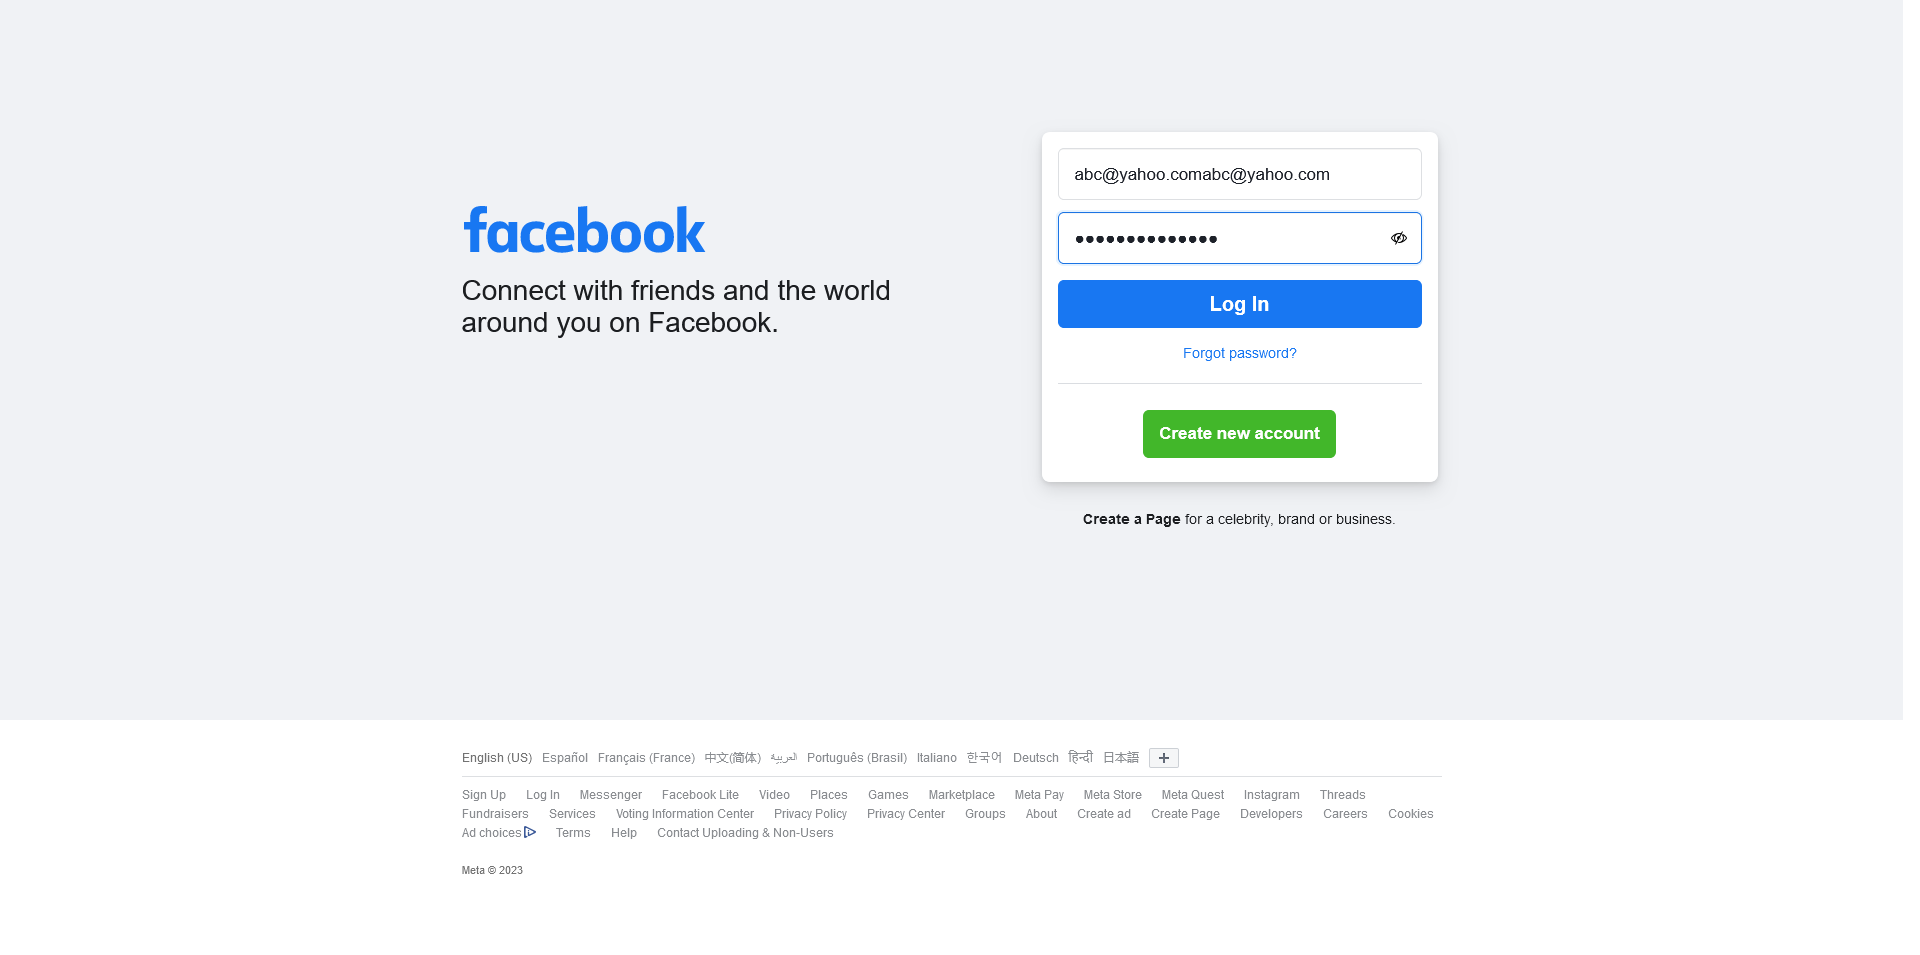 facebook
Connect with friends and the world
around you on Facebook.
abc@yahoo.comabc@yahoo.com
••••••••••••••
Log In
Forgot password?
Create new account
Create a Page for a celebrity, brand or business.
English (US) Español Français (France) 中文(简体) العربية Português (Brasil) Italiano 한국어 Deutsch हिन्दी 日本語
Sign Up Log In Messenger Facebook Lite Video Places Games Marketplace Meta Pay Meta Store Meta Quest Instagram Threads
Fundraisers Services Voting Information Center Privacy Policy Privacy Center Groups About Create ad Create Page Developers Careers Cookies
Ad choices Terms Help Contact Uploading & Non-Users
Meta © 2023